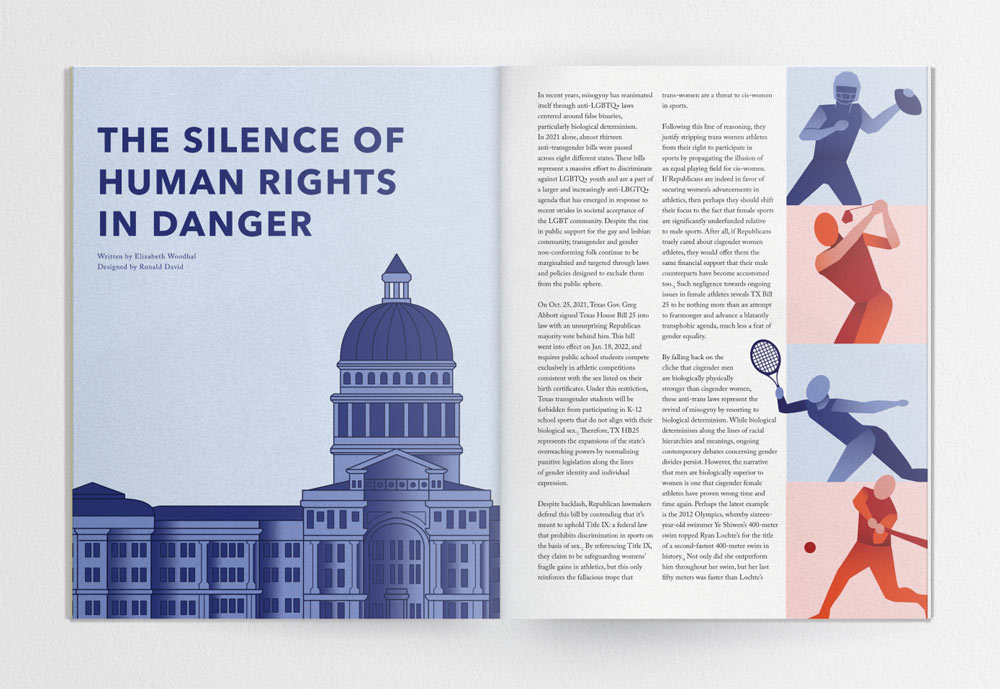 THE SILENCE OF
HUMAN RIGHTS
IN DANGER
Written by Elizabeth Woodhal
Designed by Ronald David
In recent years, misogyny has reanimated
itself through anti-LGBTQ+ laws
centered around false binaries,
particularly biological determinism.
In 2021 alone, almost thirteen
anti-transgender bills were passed
across eight different states. These bills
represent a massive effort to discriminate
against LGBTQ+ youth and are a part of
a larger and increasingly anti-LBGTQ+
agenda that has emerged in response to
recent strides in societal acceptance of
the LGBT community. Despite the rise
in public support for the gay and lesbian
community, transgender and gender
non-conforming folk continue to be
marginalzied and targeted through laws
and policies designed to exclude them
from the public sphere.
On Oct. 25, 2021, Texas Gov. Greg
Abbott signed Texas House Bill 25 into
law with an unsurprising Republican
majority vote behind him. This bill
went into effect on Jan. 18, 2022, and
requires public school students compete
exclusively in athletic competitions
consistent with the sex listed on their
birth certificates. Under this restriction,
Texas transgender students will be
forbidden from participating in K-12
school sports that do not align with their
biological sex. Therefore, TX HB25
represents the expansions of the state's
overreaching powers by normalizing
punitive legislation along the lines
of gender identity and individual
expression.
Despite backlash, Republican lawmakers
defend this bill by contending that it's
meant to uphold Title IX: a federal law
that prohibits discrimination in sports on
the basis of sex. By referencing Title IX,
they claim to be safeguarding womens'
fragile gains in athletics, but this only
reinforces the fallacious trope that
trans-women are a threat to cis-women
in sports.
Following this line of reasoning, they
justify stripping trans women athletes
from their right to participate in
sports by propagating the illusion of
an equal playing field for cis-women.
If Republicans are indeed in favor of
securing women's advancements in
athletics, then perhaps they should shift
their focus to the fact that female sports
are significantly underfunded relative
to male sports. After all, if Republicans
truely cared about cisgender women
athletes, they would offer them the
same financial support that their male
counterparts have become accustomed
too. Such negligence towards ongoing
issues in female athletes reveals TX Bill
25 to be nothing more than an attempt
to fearmonger and advance a blatantly
transphobic agenda, much less a feat of
gender equality.
By falling back on the
cliche that cisgender men
are biologically physically
stronger than cisgender women,
these anti-trans laws represent the
revival of misogyny by resorting to
biological determinism. While biological
determinism along the lines of racial
hierarchies and meanings, ongoing
contemporary debates concerning gender
divides persist. However, the narrative
that men are biologically superior to
women is one that cisgender female
athletes have proven wrong time and
time again. Perhaps the latest example
is the 2012 Olympics, whereby sixteen-
year-old swimmer Ye Shiwen's 400-meter
swim topped Ryan Lochte's for the title
of a second-fastest 400-meter swim in
history. Not only did she outperform
him throughout her swim, but her last
fifty meters was faster than Lochte's